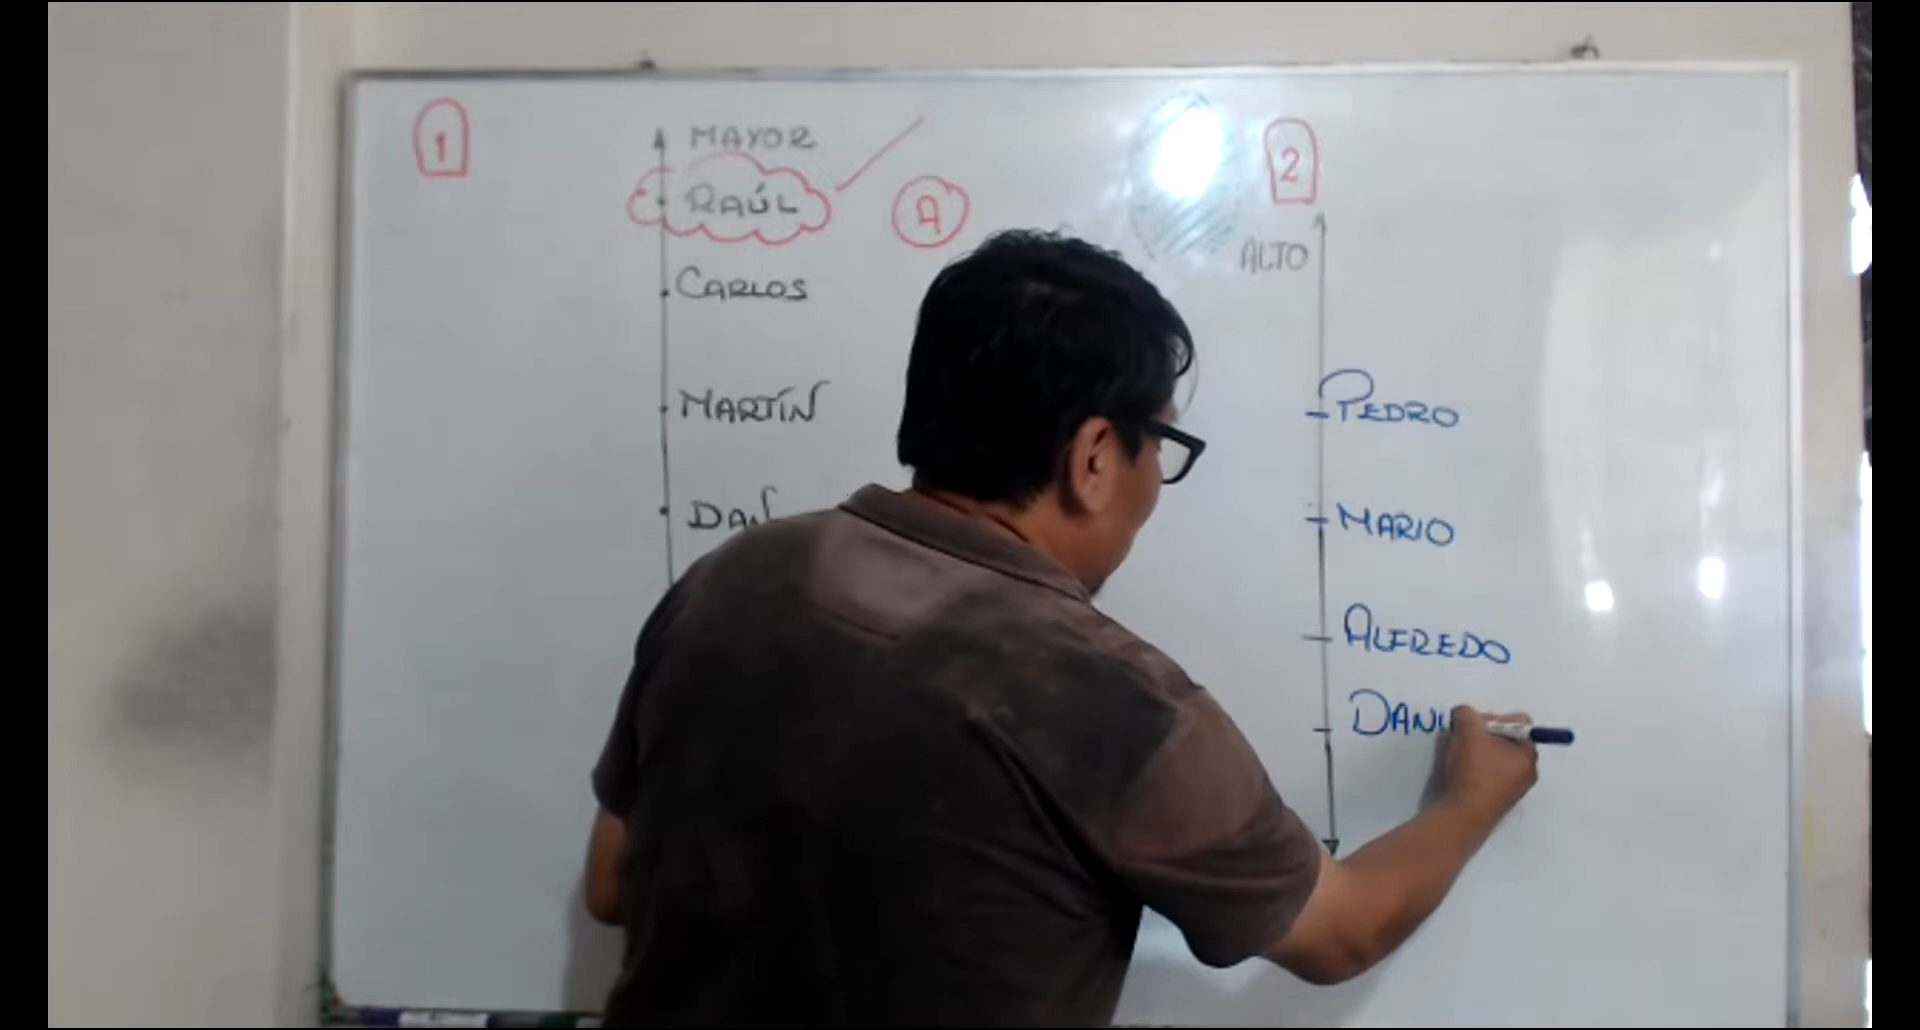 1
MAYOR
RAÚL
A
CARLOS
MARTÍN
2
ALTO
PEDRO
MARIO
ALFREDO